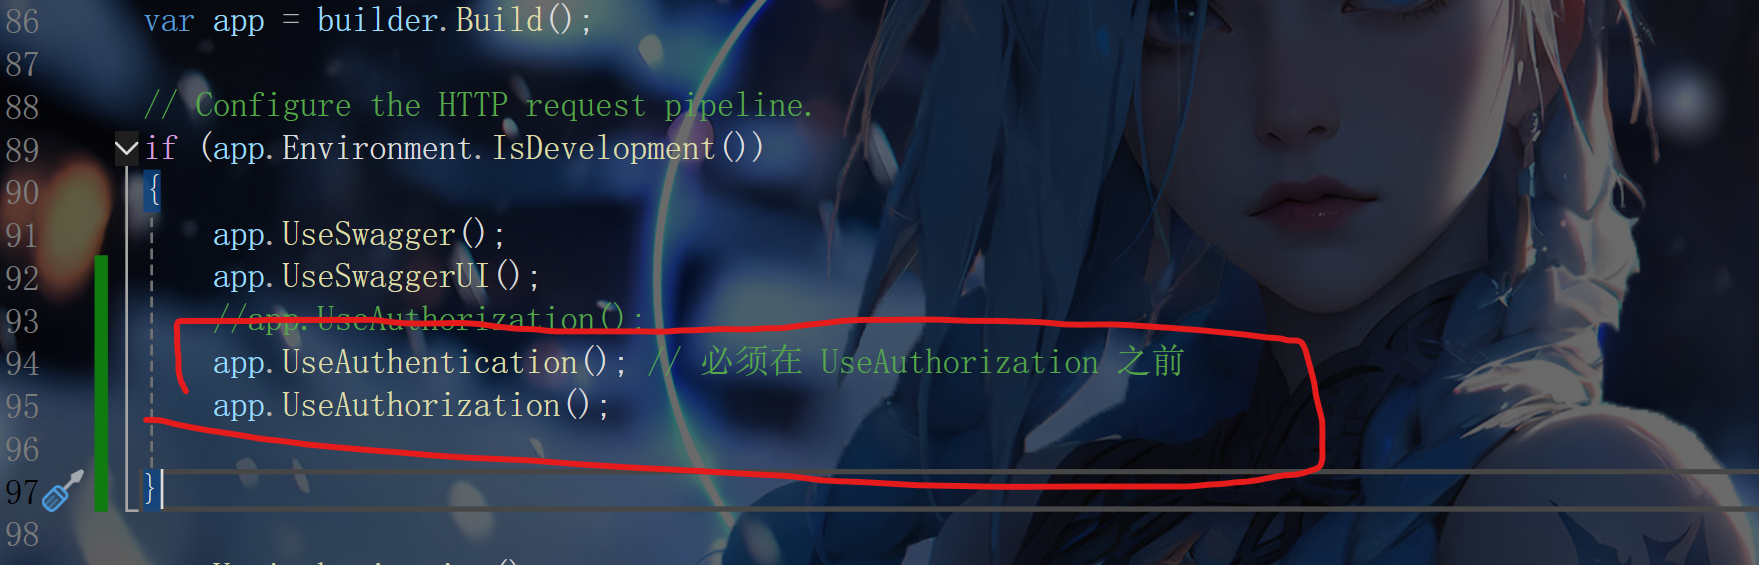 86 var app = builder.Build();
87
88 // Configure the HTTP request pipeline.
89 if (app.Environment.IsDevelopment())
90 {
91 app.UseSwagger();
92 app.UseSwaggerUI();
93 //app.UseAuthorization();
94 app.UseAuthentication(); // 必须在 UseAuthorization 之前
95 app.UseAuthorization();
96
97 }
98